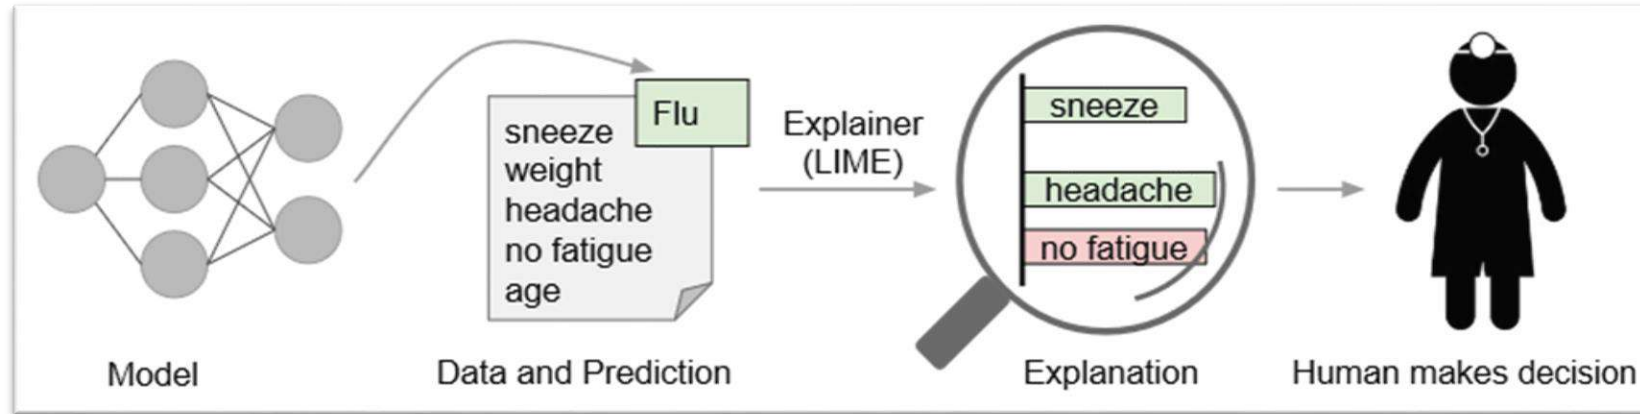 Flu
sneeze
weight
headache
no fatigue
age
Explainer
(LIME)
sneeze
headache
no fatigue
Model
Data and Prediction
Explanation
Human makes decision